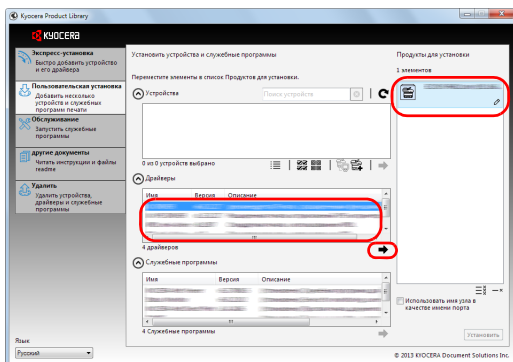 Kyocera Product Library
KYOCERA
Экспресс-установка
Быстро добавить устройство
и его драйвера
Пользовательская установка
Добавить несколько
устройств и служебных
программ печати
Обслуживание
Запустить служебные
программы
другие документы
Читать инструкции и файлы
readme
Удалить
Удалить устройства,
драйверы и служебные
программы
Язык
Русский
Установить устройства и служебные программы
Переместите элементы в список Продуктов для установки.
Устройства
Поиск устройств
0 из 0 устройств выбрано
Драйверы
Имя Версия Описание
4 драйверов
Служебные программы
Имя Версия Описание
4 Служебные программы
Продукты для установки
1 элементов
Использовать имя узла в
качестве имени порта
Установить
© 2013 KYOCERA Document Solutions Inc.